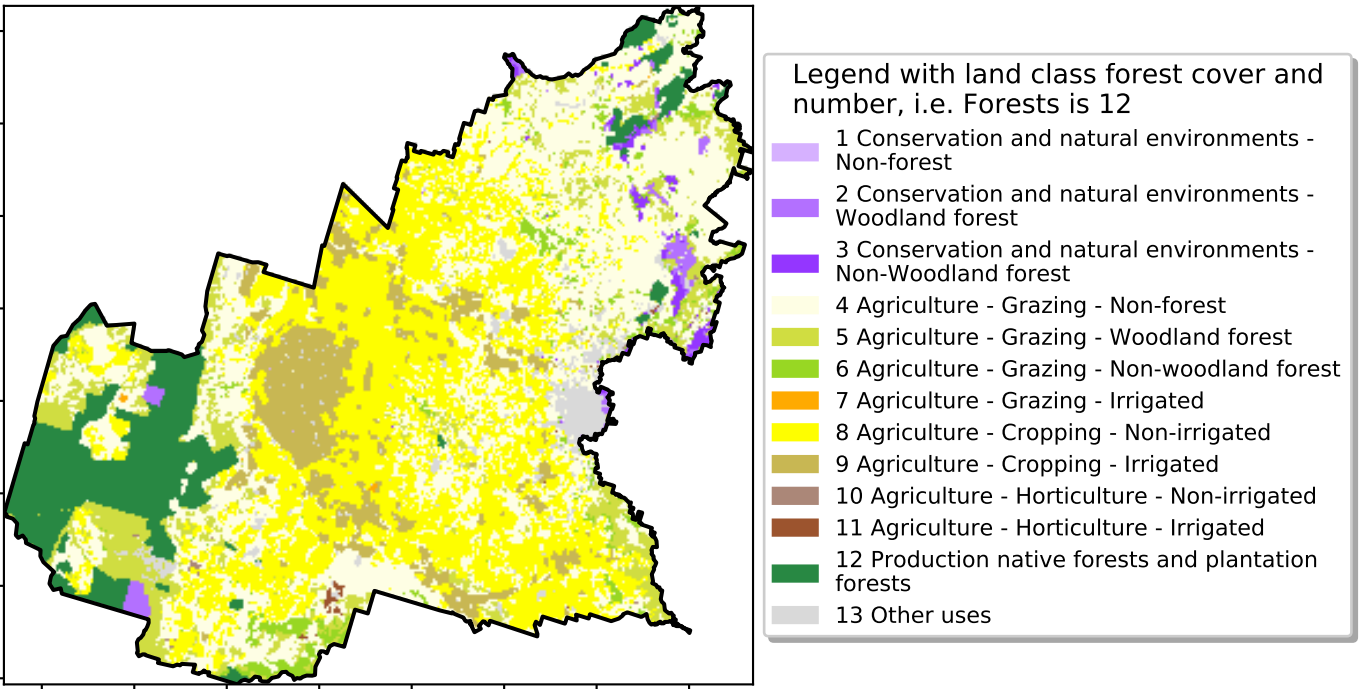 Legend with land class forest cover and
number, i.e. Forests is 12
1 Conservation and natural environments -
Non-forest
2 Conservation and natural environments -
Woodland forest
3 Conservation and natural environments -
Non-Woodland forest
4 Agriculture - Grazing - Non-forest
5 Agriculture - Grazing - Woodland forest
6 Agriculture - Grazing - Non-woodland forest
7 Agriculture - Grazing - Irrigated
8 Agriculture - Cropping - Non-irrigated
9 Agriculture - Cropping - Irrigated
10 Agriculture - Horticulture - Non-irrigated
11 Agriculture - Horticulture - Irrigated
12 Production native forests and plantation
forests
13 Other uses